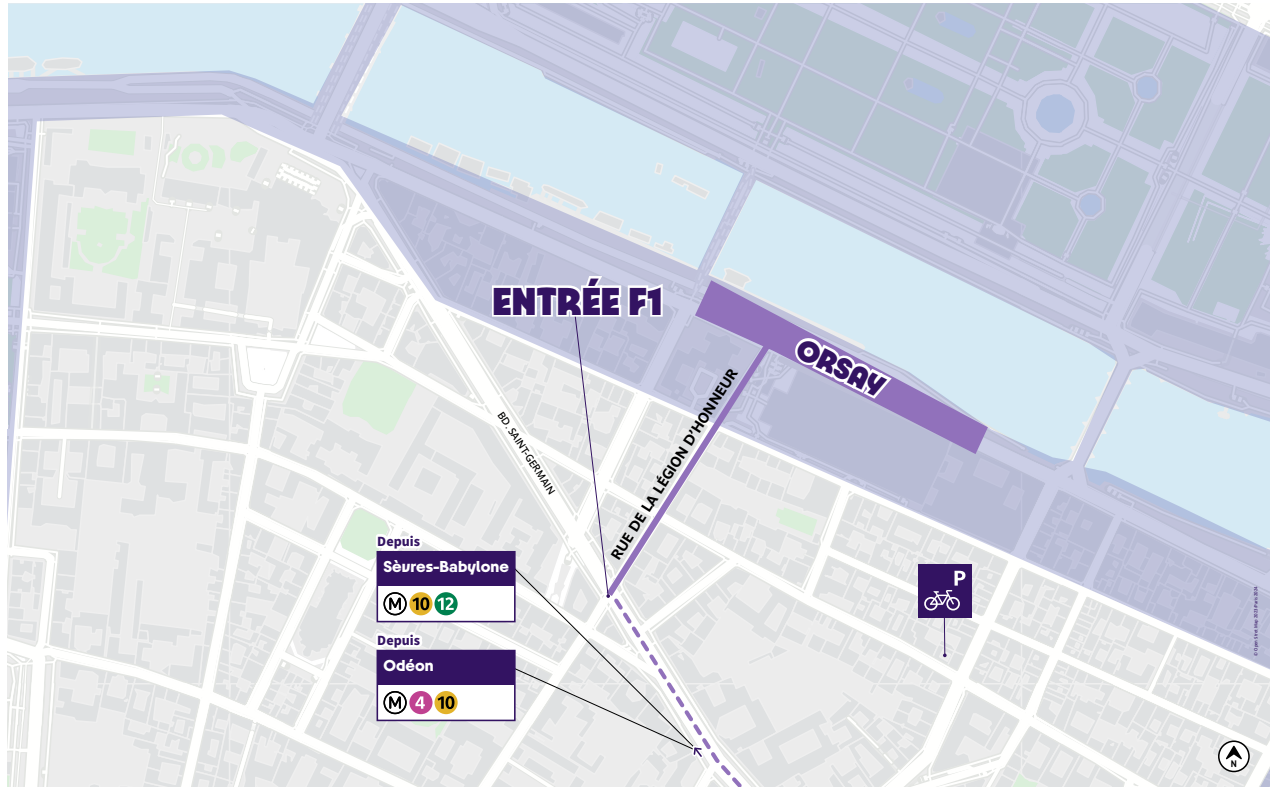 ENTRÉE F1
ORSAY
RUE DE LA LÉGION D'HONNEUR
BD. SAINT-GERMAIN
Depuis
Sèvres-Babylone
M 10 12
Depuis
Odéon
M 4 10
P
N